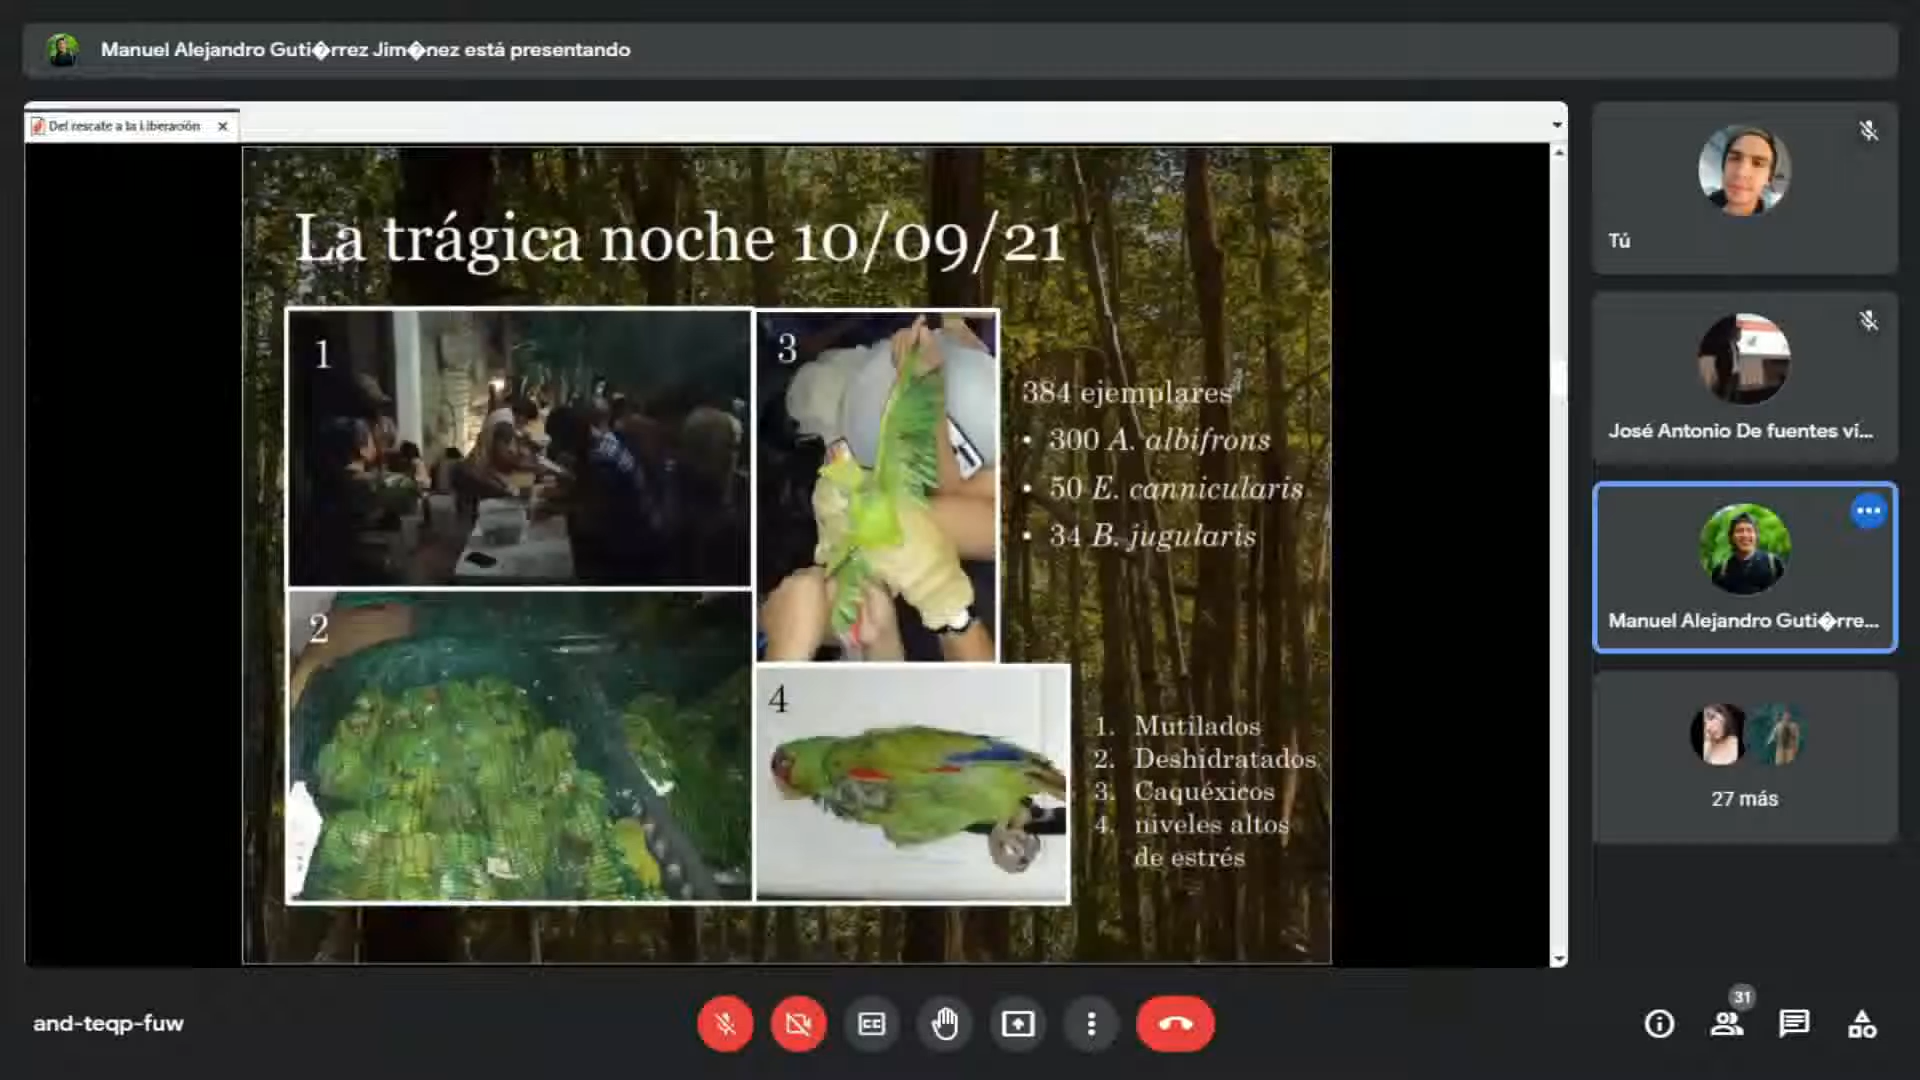 Manuel Alejandro Guti�rrez Jim�nez está presentando
Del rescate a la Liberación
La trágica noche 10/09/21
1
3
384 ejemplares
• 300 A. albifrons
• 50 E. cannicularis
• 34 B. jugularis
2
4
1. Mutilados
2. Deshidratados
3. Caquéxicos
4. niveles altos
de estrés
Tú
José Antonio De fuentes vi...
Manuel Alejandro Guti�rre...
27 más
and-teqp-fuw
CC
31